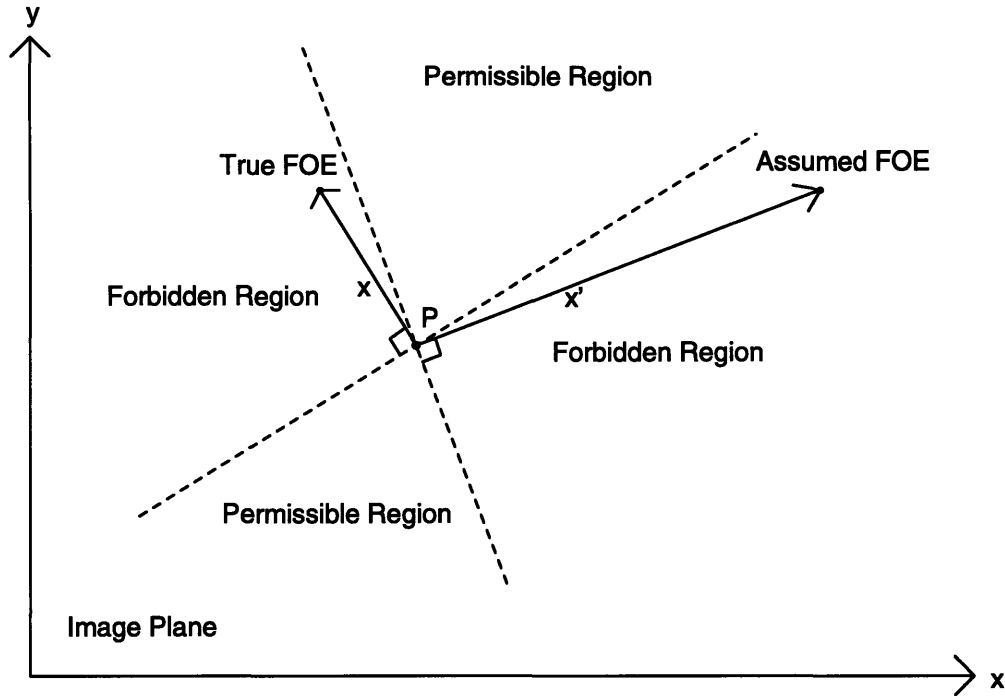 y
Permissible Region
True FOE
Assumed FOE
Forbidden Region
x
x'
P
Forbidden Region
Permissible Region
Image Plane
x